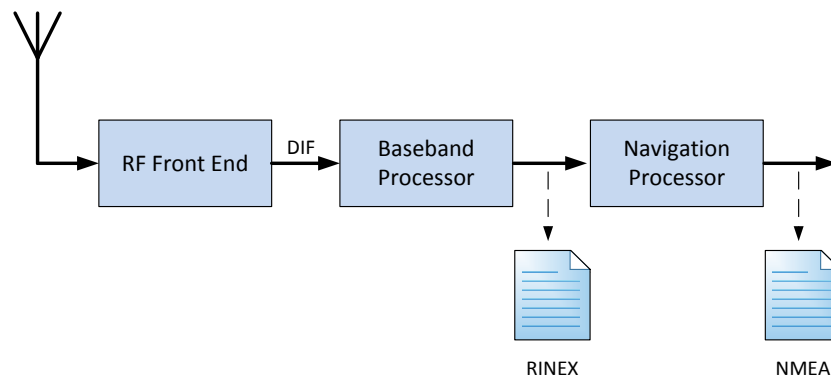 RF Front End
DIF
Baseband
Processor
Navigation
Processor
RINEX
NMEA